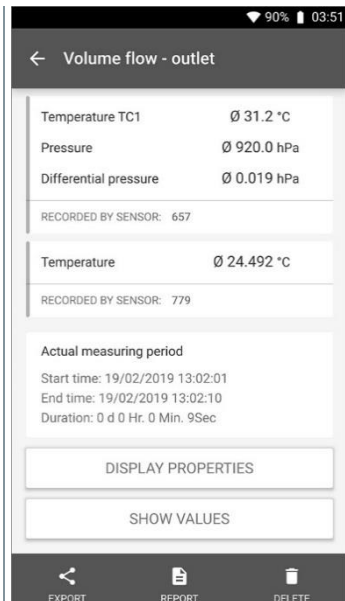 90% 03:51
← Volume flow - outlet
Temperature TC1 Ø 31.2 °C
Pressure Ø 920.0 hPa
Differential pressure Ø 0.019 hPa
RECORDED BY SENSOR: 657
Temperature Ø 24.492 °C
RECORDED BY SENSOR: 779
Actual measuring period
Start time: 19/02/2019 13:02:01
End time: 19/02/2019 13:02:10
Duration: 0 d 0 Hr. 0 Min. 9Sec
DISPLAY PROPERTIES
SHOW VALUES
EXPORT REPORT DELETE